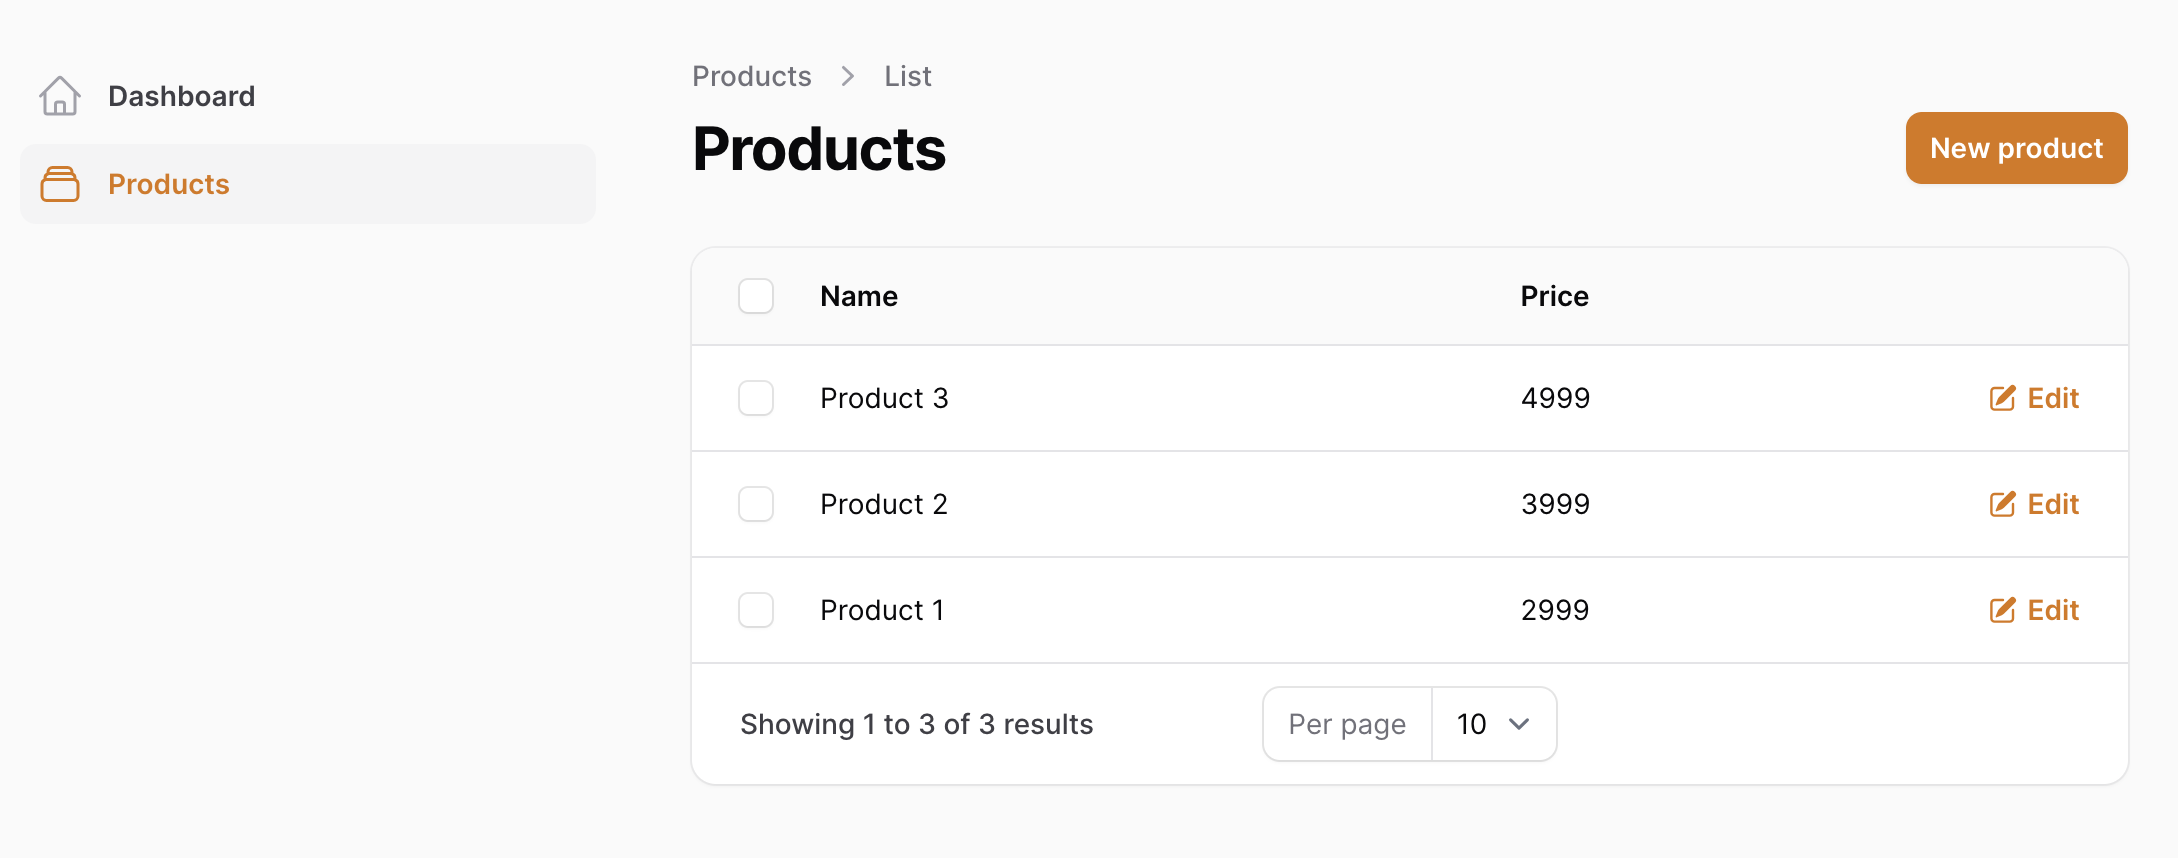 Dashboard
Products
Products > List
Products
New product
Name Price
Product 3 4999 Edit
Product 2 3999 Edit
Product 1 2999 Edit
Showing 1 to 3 of 3 results Per page 10